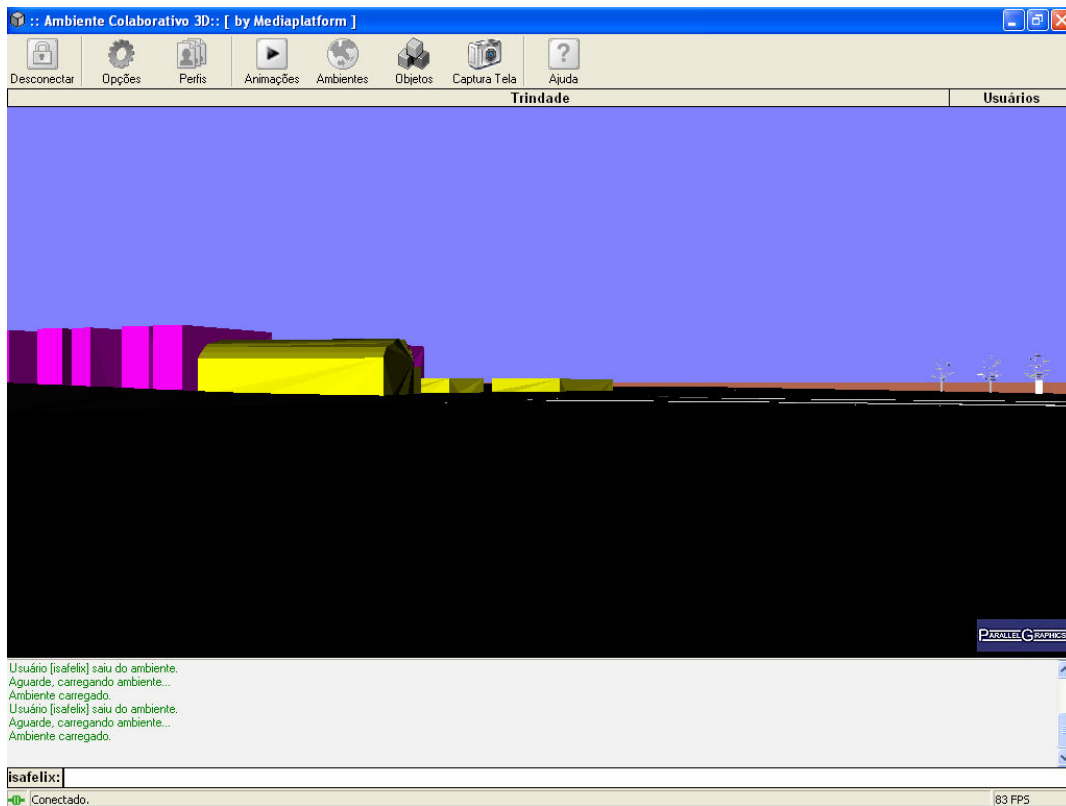 :: Ambiente Colaborativo 3D:: [ by Mediaplatform ]
Desconectar Opções Perfis Animações Ambientes Objetos Captura Tela Ajuda
Trindade Usuários
PARALLELGRAPHICS
Usuário [isafelix] saiu do ambiente.
Aguarde, carregando ambiente...
Ambiente carregado.
Usuário [isafelix] saiu do ambiente.
Aguarde, carregando ambiente...
Ambiente carregado.
isafelix:
Conectado. 83 FPS